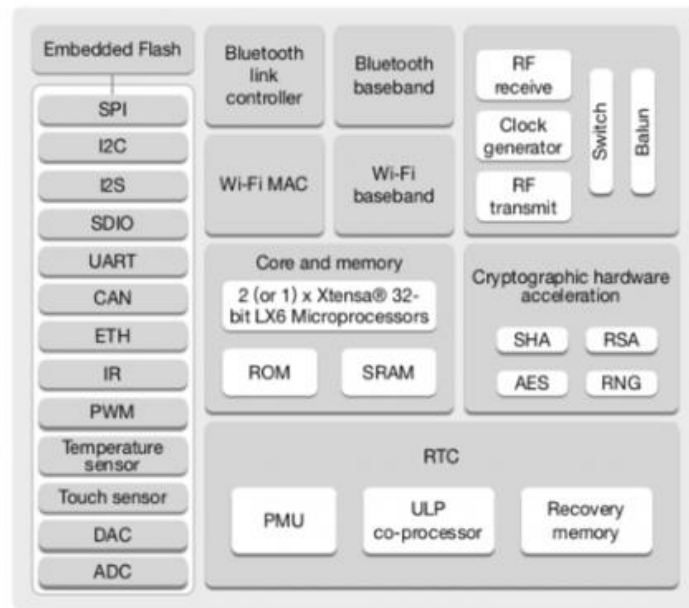 Embedded Flash
SPI
I2C
I2S
SDIO
UART
CAN
ETH
IR
PWM
Temperature
sensor
Touch sensor
DAC
ADC
Bluetooth
link
controller
Bluetooth
baseband
Wi-Fi MAC
Wi-Fi
baseband
RF
receive
Clock
generator
RF
transmit
Switch
Balun
Core and memory
2 (or 1) x Xtensa® 32-
bit LX6 Microprocessors
ROM
SRAM
Cryptographic hardware
acceleration
SHA
RSA
AES
RNG
RTC
PMU
ULP
co-processor
Recovery
memory